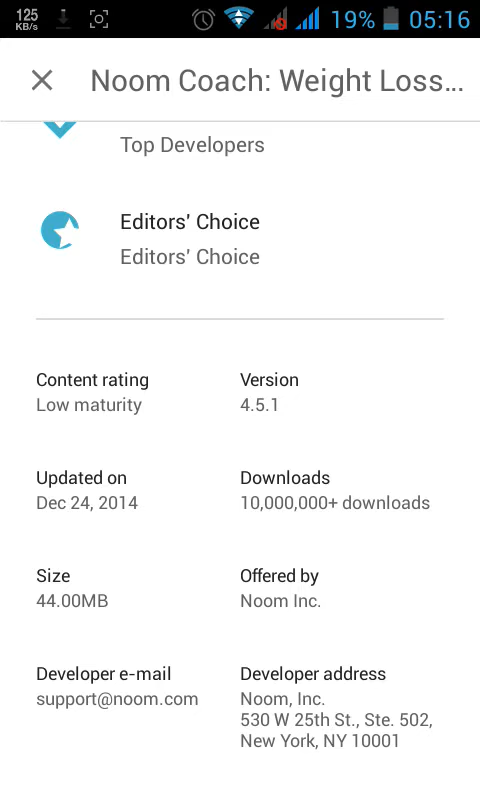 125 KB/s 19% 05:16
Noom Coach: Weight Loss...
Top Developers
Editors' Choice
Editors' Choice
Content rating
Low maturity
Version
4.5.1
Updated on
Dec 24, 2014
Downloads
10,000,000+ downloads
Size
44.00MB
Offered by
Noom Inc.
Developer e-mail
support@noom.com
Developer address
Noom, Inc.
530 W 25th St., Ste. 502,
New York, NY 10001